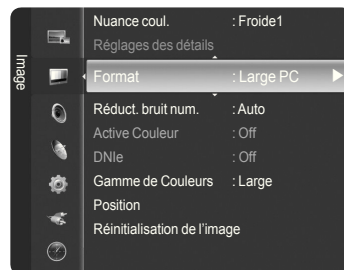 Image
Nuance coul. : Froide1
Réglages des détails
Format : Large PC
Réduct. bruit num. : Auto
Active Couleur : Off
DNIe : Off
Gamme de Couleurs : Large
Position
Réinitialisation de l'image